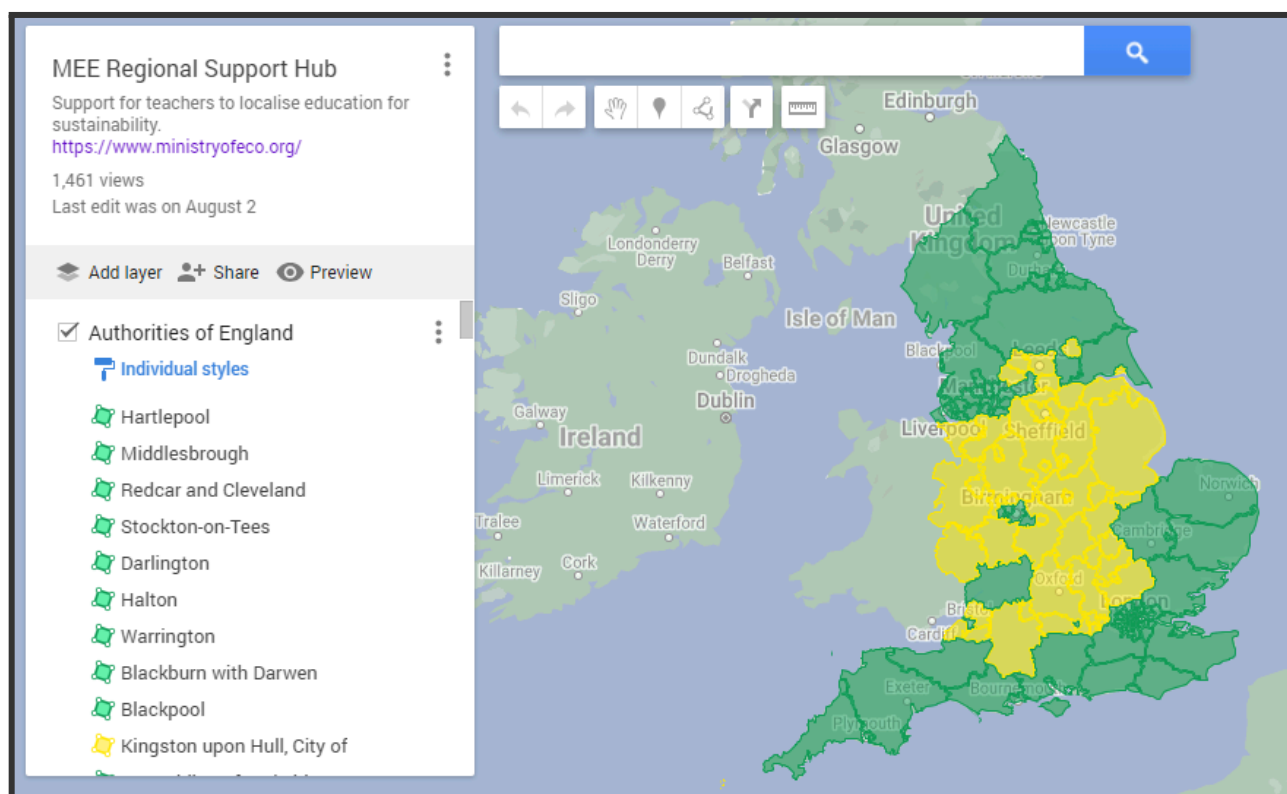 MEE Regional Support Hub
Support for teachers to localise education for
sustainability.
https://www.ministryofeco.org/
1,461 views
Last edit was on August 2
Add layer Share Preview
Authorities of England
Individual styles
Hartlepool
Middlesbrough
Redcar and Cleveland
Stockton-on-Tees
Darlington
Halton
Warrington
Blackburn with Darwen
Blackpool
Kingston upon Hull, City of
Edinburgh
Glasgow
United
Kingdom
Londonderry
Derry
Belfast
Sligo
Isle of Man
Blackpool
Dundalk
Drogheda
Manchester
Dublin
Galway
Ireland
Liverpool
Sheffield
Limerick
Kilkenny
Birmingham
Norwich
Tralee
Waterford
Cambridge
Killarney
Cork
Oxford
London
Cardiff
Exeter
Plymouth